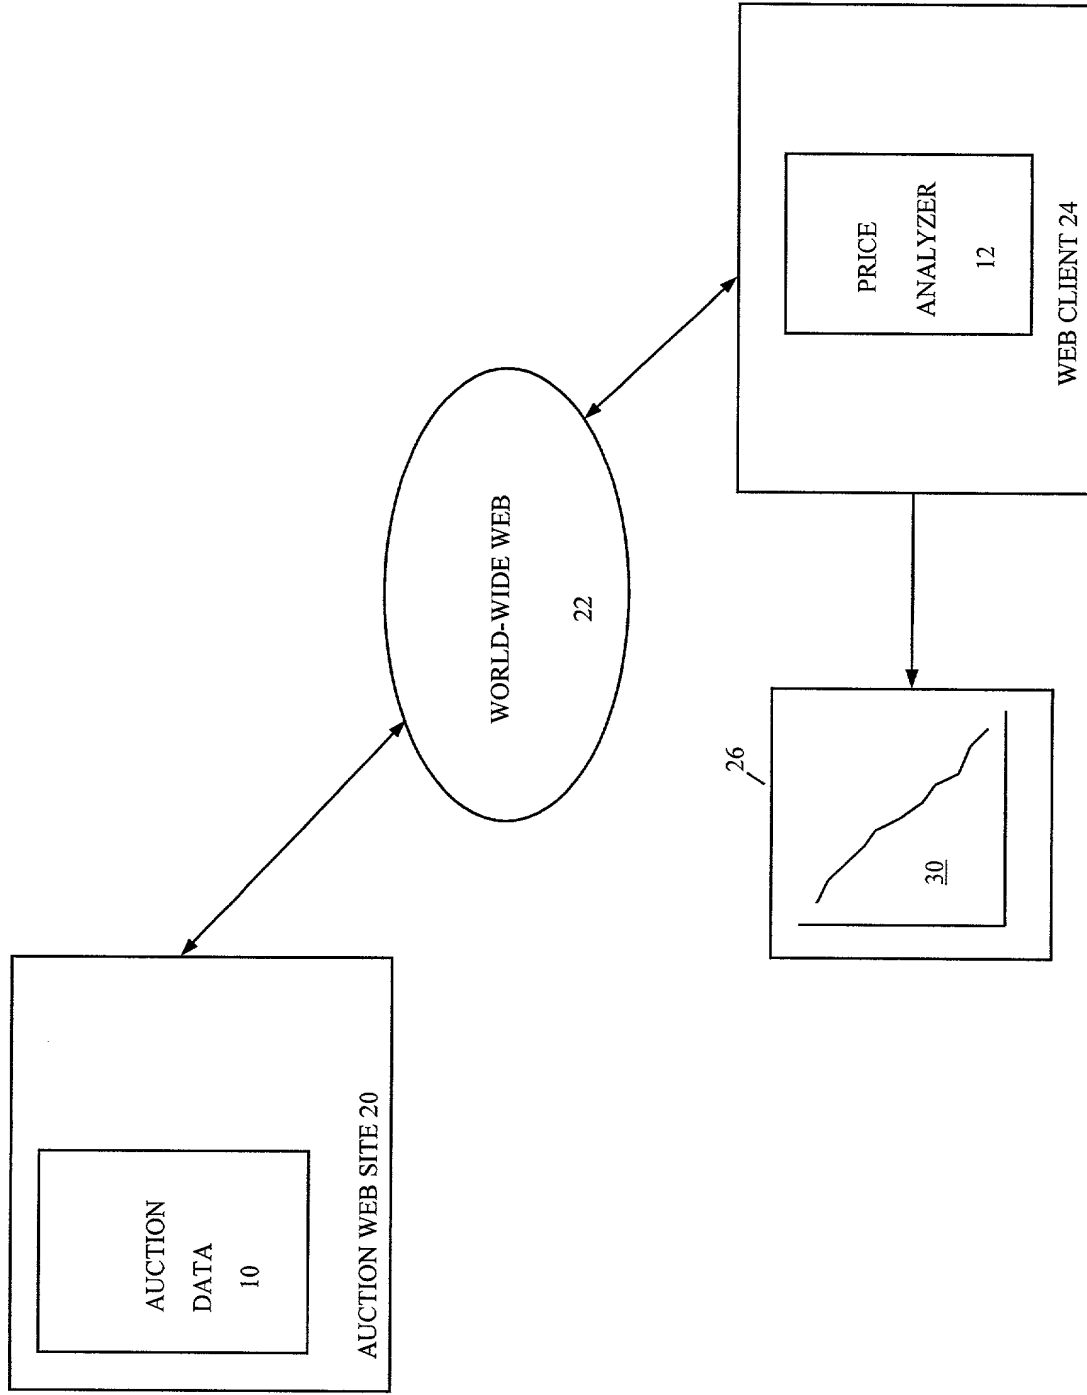 AUCTION
DATA
10
AUCTION WEB SITE 20
WORLD-WIDE WEB
22
26
30
PRICE
ANALYZER
12
WEB CLIENT 24